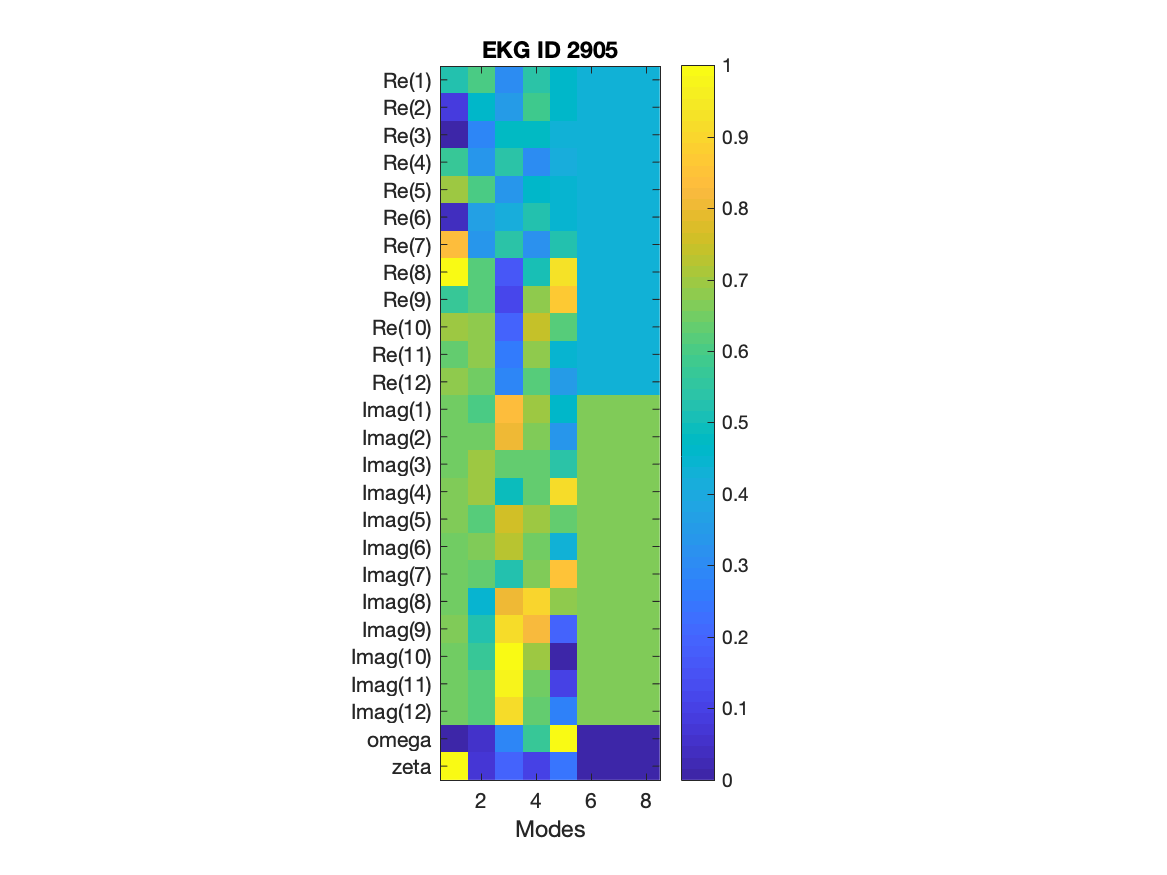 EKG ID 2905
Re(1)
Re(2)
Re(3)
Re(4)
Re(5)
Re(6)
Re(7)
Re(8)
Re(9)
Re(10)
Re(11)
Re(12)
Imag(1)
Imag(2)
Imag(3)
Imag(4)
Imag(5)
Imag(6)
Imag(7)
Imag(8)
Imag(9)
Imag(10)
Imag(11)
Imag(12)
omega
zeta
2 4 6 8
Modes
1
0.9
0.8
0.7
0.6
0.5
0.4
0.3
0.2
0.1
0